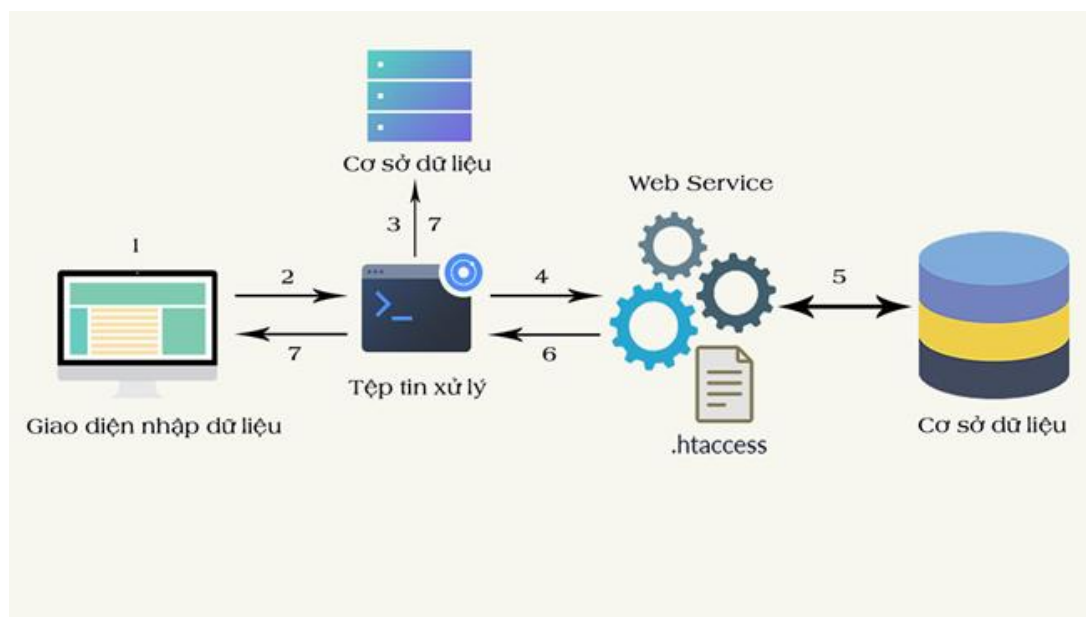 Cơ sở dữ liệu
Web Service
3 7
1
2
4
5
7
6
Tệp tin xử lý
Giao diện nhập dữ liệu
Cơ sở dữ liệu
.htaccess